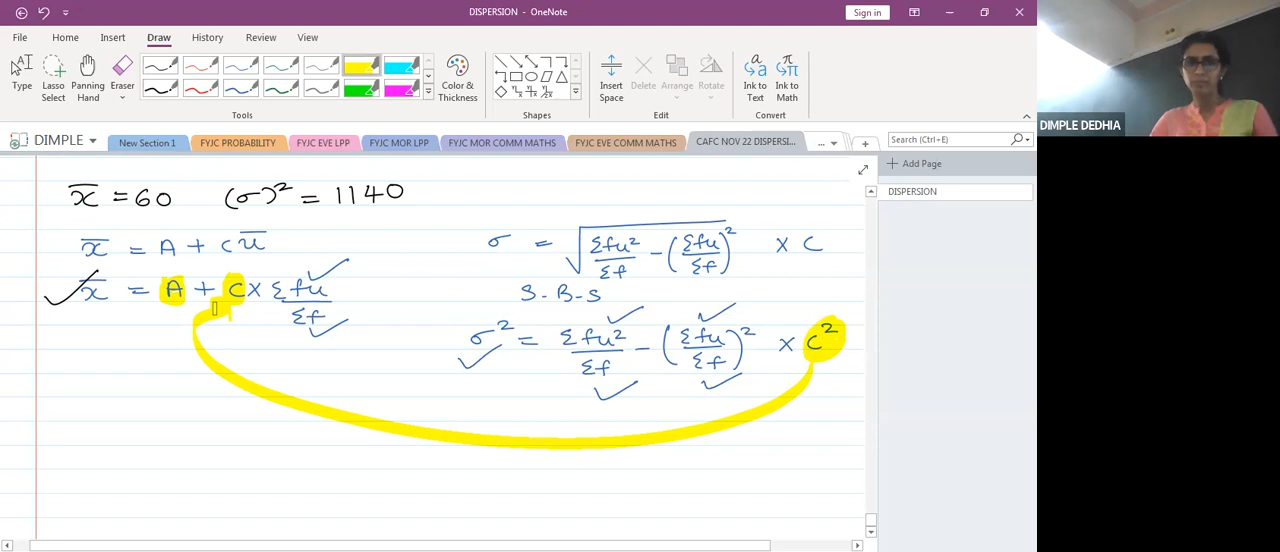 DISPERSION - OneNote
Sign in
File Home Insert Draw History Review View
Type Lasso Select Panning Hand Eraser Color & Thickness Insert Space Delete Arrange Rotate Ink to Text Ink to Math
Tools Shapes Edit Convert
DIMPLE New Section 1 FYJC PROBABILITY FYJC EVE LPP FYJC MOR LPP FYJC MOR COMM MATHS FYJC EVE COMM MATHS CAFC NOV 22 DISPERSI... ... Search (Ctrl+E)
Add Page
DISPERSION
DIMPLE DEDHIA
x̅ = 60 (σ)² = 1140
x̅ = A + C u̅
σ = √(Σfu²/Σf - (Σfu/Σf)²) × C
x̅ = A + C × Σfu/Σf
S-B-S
σ² = Σfu²/Σf - (Σfu/Σf)² × C²